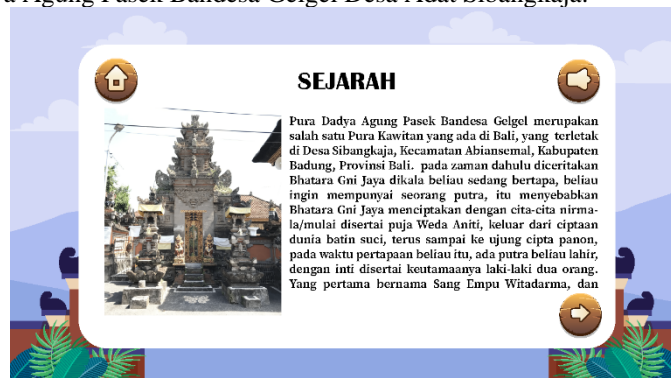 a Agung Pasek Bandesa Gelgel Desa Adat Sibangkaja.
SEJARAH
Pura Dadya Agung Pasek Bandesa Gelgel merupakan
salah satu Pura Kawitan yang ada di Bali, yang terletak
di Desa Sibangkaja, Kecamatan Abiansemal, Kabupaten
Badung, Provinsi Bali. pada zaman dahulu diceritakan
Bhatara Gni Jaya dikala beliau sedang bertapa, beliau
ingin mempunyai seorang putra, itu menyebabkan
Bhatara Gni Jaya menciptakan dengan cita-cita nirma-
la/mulai disertai puja Weda Aniti, keluar dari ciptaan
dunia batin suci, terus sampai ke ujung cipta panon,
pada waktu pertapaan beliau itu, ada putra beliau lahir,
dengan inti disertai keutamaanya laki-laki dua orang.
Yang pertama bernama Sang Empu Witadarma, dan